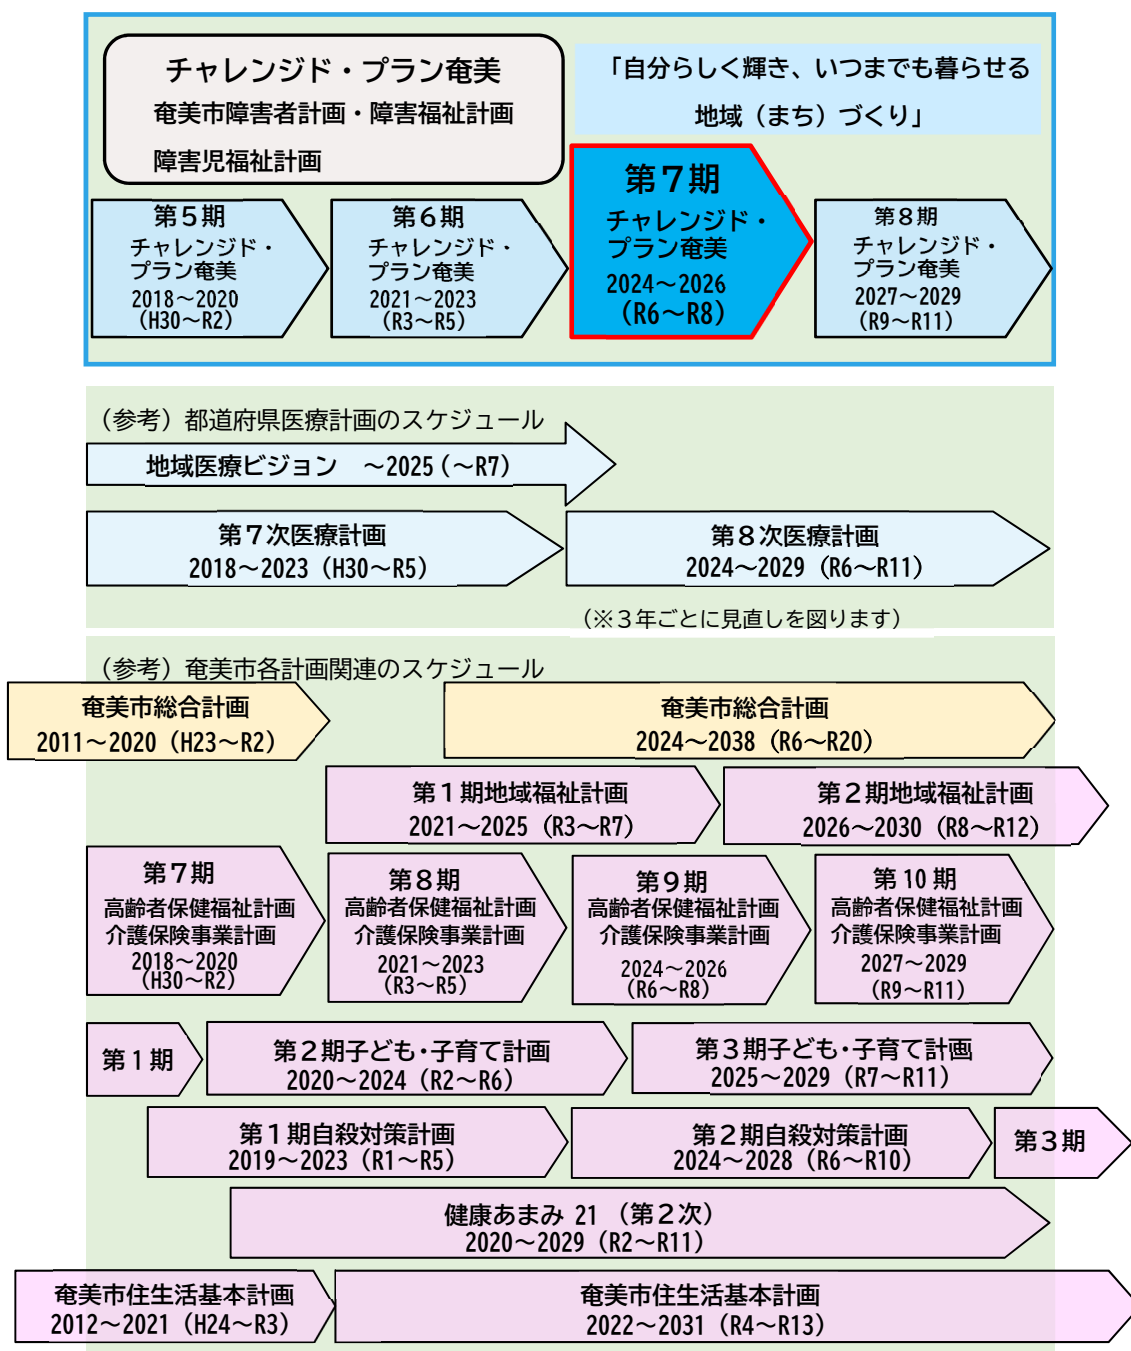 チャレンジド・プラン奄美
奄美市障害者計画・障害福祉計画
障害児福祉計画
「自分らしく輝き、いつまでも暮らせる
地域（まち）づくり」
第５期
チャレンジド・
プラン奄美
2018～2020
(H30～R2)
第６期
チャレンジド・
プラン奄美
2021～2023
(R3～R5)
第７期
チャレンジド・
プラン奄美
2024～2026
(R6～R8)
第８期
チャレンジド・
プラン奄美
2027～2029
(R9～R11)
（参考）都道府県医療計画のスケジュール
地域医療ビジョン　～2025（～R7）
第７次医療計画
2018～2023（H30～R5）
第８次医療計画
2024～2029（R6～R11）
（※３年ごとに見直しを図ります）
（参考）奄美市各計画関連のスケジュール
奄美市総合計画
2011～2020（H23～R2）
奄美市総合計画
2024～2038（R6～R20）
第１期地域福祉計画
2021～2025（R3～R7）
第２期地域福祉計画
2026～2030（R8～R12）
第７期
高齢者保健福祉計画
介護保険事業計画
2018～2020
(H30～R2)
第８期
高齢者保健福祉計画
介護保険事業計画
2021～2023
(R3～R5)
第９期
高齢者保健福祉計画
介護保険事業計画
2024～2026
(R6～R8)
第 10 期
高齢者保健福祉計画
介護保険事業計画
2027～2029
(R9～R11)
第１期
第２期子ども・子育て計画
2020～2024（R2～R6）
第３期子ども・子育て計画
2025～2029（R7～R11）
第１期自殺対策計画
2019～2023（R1～R5）
第２期自殺対策計画
2024～2028（R6～R10）
第３期
健康あまみ 21 （第２次）
2020～2029（R2～R11）
奄美市住生活基本計画
2012～2021（H24～R3）
奄美市住生活基本計画
2022～2031（R4～R13）